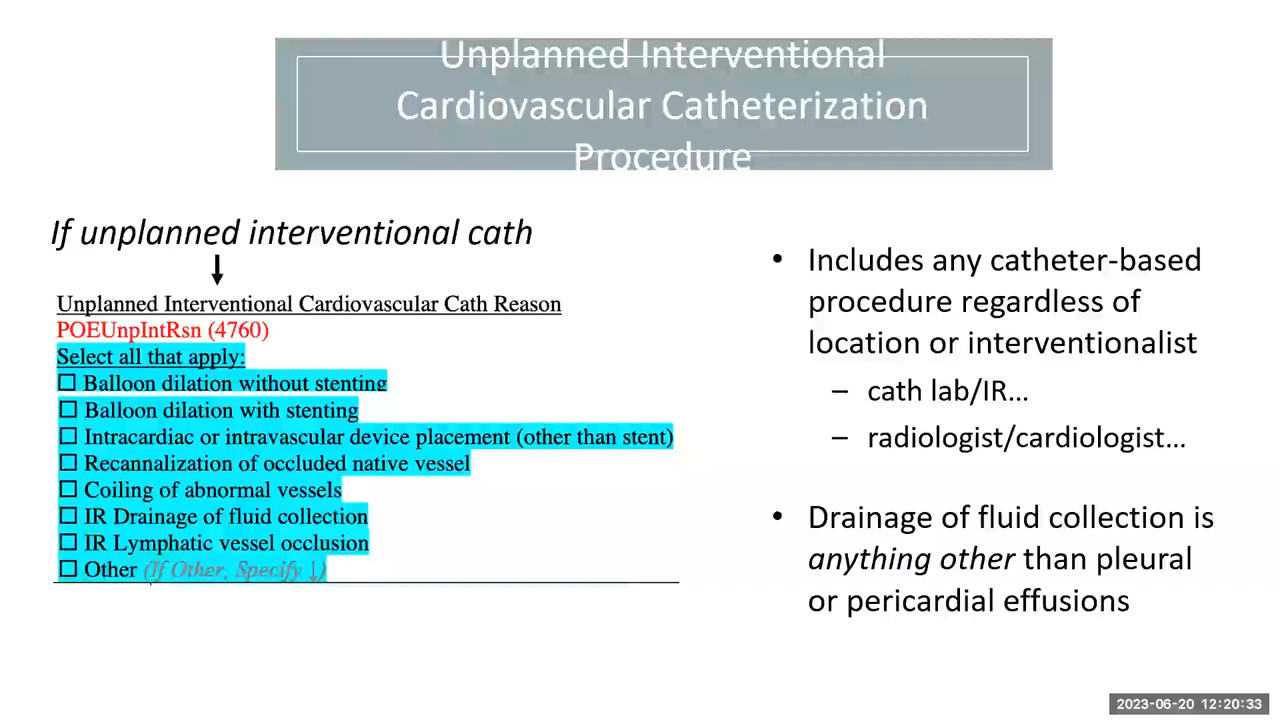 Unplanned Interventional
Cardiovascular Catheterization
Procedure
If unplanned interventional cath
Unplanned Interventional Cardiovascular Cath Reason
POEUnpIntRsn (4760)
Select all that apply:
☐ Balloon dilation without stenting
☐ Balloon dilation with stenting
☐ Intracardiac or intravascular device placement (other than stent)
☐ Recannalization of occluded native vessel
☐ Coiling of abnormal vessels
☐ IR Drainage of fluid collection
☐ IR Lymphatic vessel occlusion
☐ Other (If Other, Specify ↓)
• Includes any catheter-based
procedure regardless of
location or interventionalist
– cath lab/IR…
– radiologist/cardiologist…
• Drainage of fluid collection is
anything other than pleural
or pericardial effusions
2023-06-20 12:20:33